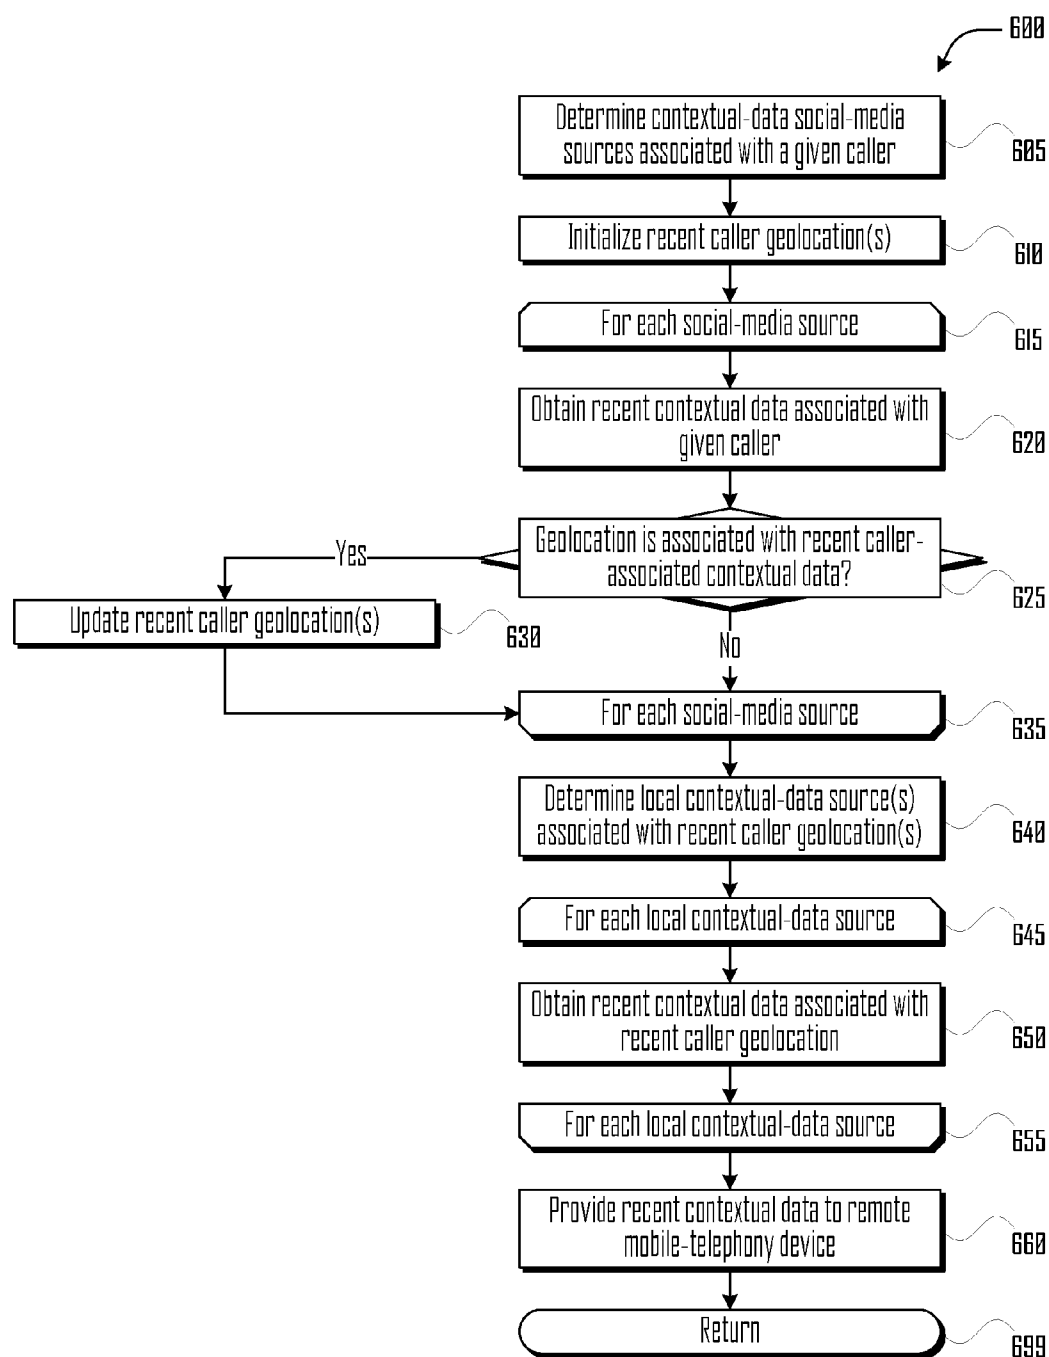 600
Determine contextual-data social-media
sources associated with a given caller
605
Initialize recent caller geolocation(s)
610
For each social-media source
615
Obtain recent contextual data associated with
given caller
620
Geolocation is associated with recent caller-
associated contextual data?
625
Yes
Update recent caller geolocation(s)
630
No
For each social-media source
635
Determine local contextual-data source(s)
associated with recent caller geolocation(s)
640
For each local contextual-data source
645
Obtain recent contextual data associated with
recent caller geolocation
650
For each local contextual-data source
655
Provide recent contextual data to remote
mobile-telephony device
660
Return
699